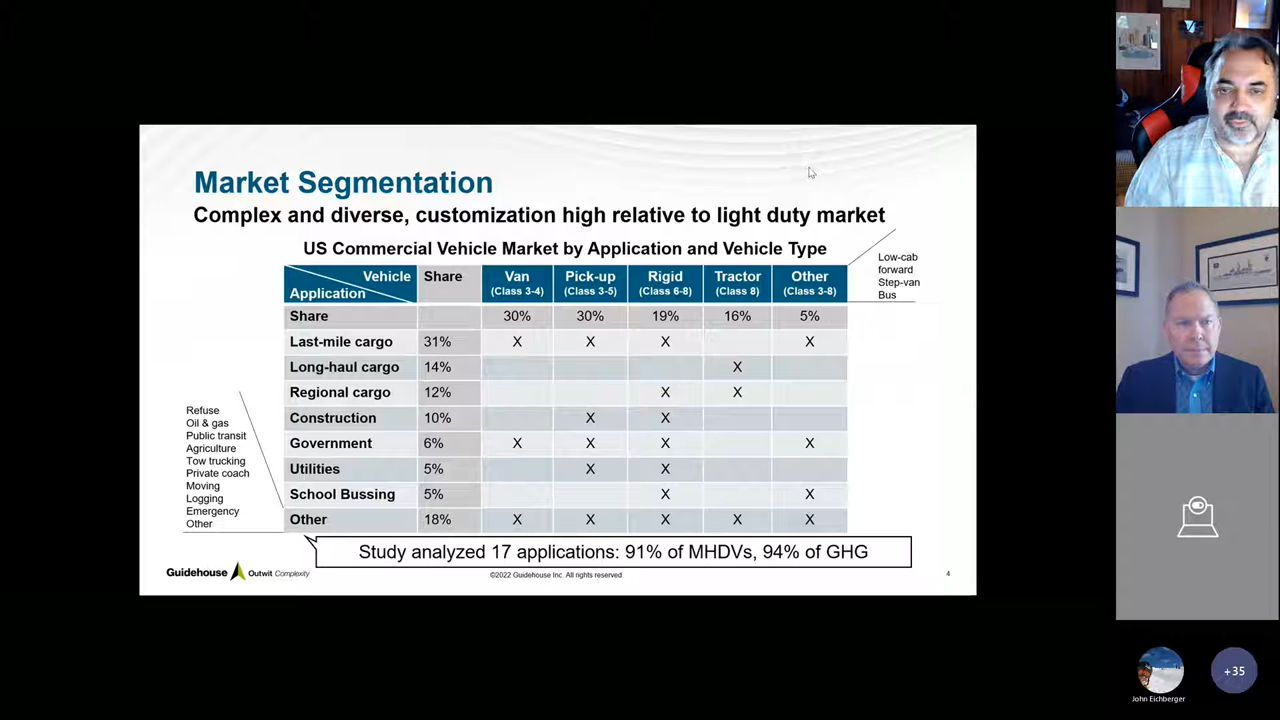 Market Segmentation
Complex and diverse, customization high relative to light duty market
US Commercial Vehicle Market by Application and Vehicle Type
Vehicle
Application
Share
Van
(Class 3-4)
Pick-up
(Class 3-5)
Rigid
(Class 6-8)
Tractor
(Class 8)
Other
(Class 3-8)
Low-cab
forward
Step-van
Bus
Share 30% 30% 19% 16% 5%
Last-mile cargo 31% X X X X
Long-haul cargo 14% X
Regional cargo 12% X X
Construction 10% X X
Government 6% X X X X
Utilities 5% X X
School Bussing 5% X X
Other 18% X X X X X
Refuse
Oil & gas
Public transit
Agriculture
Tow trucking
Private coach
Moving
Logging
Emergency
Other
Study analyzed 17 applications: 91% of MHDVs, 94% of GHG
Guidehouse Outwit Complexity
©2022 Guidehouse Inc. All rights reserved.
4
John Eichberger
+35